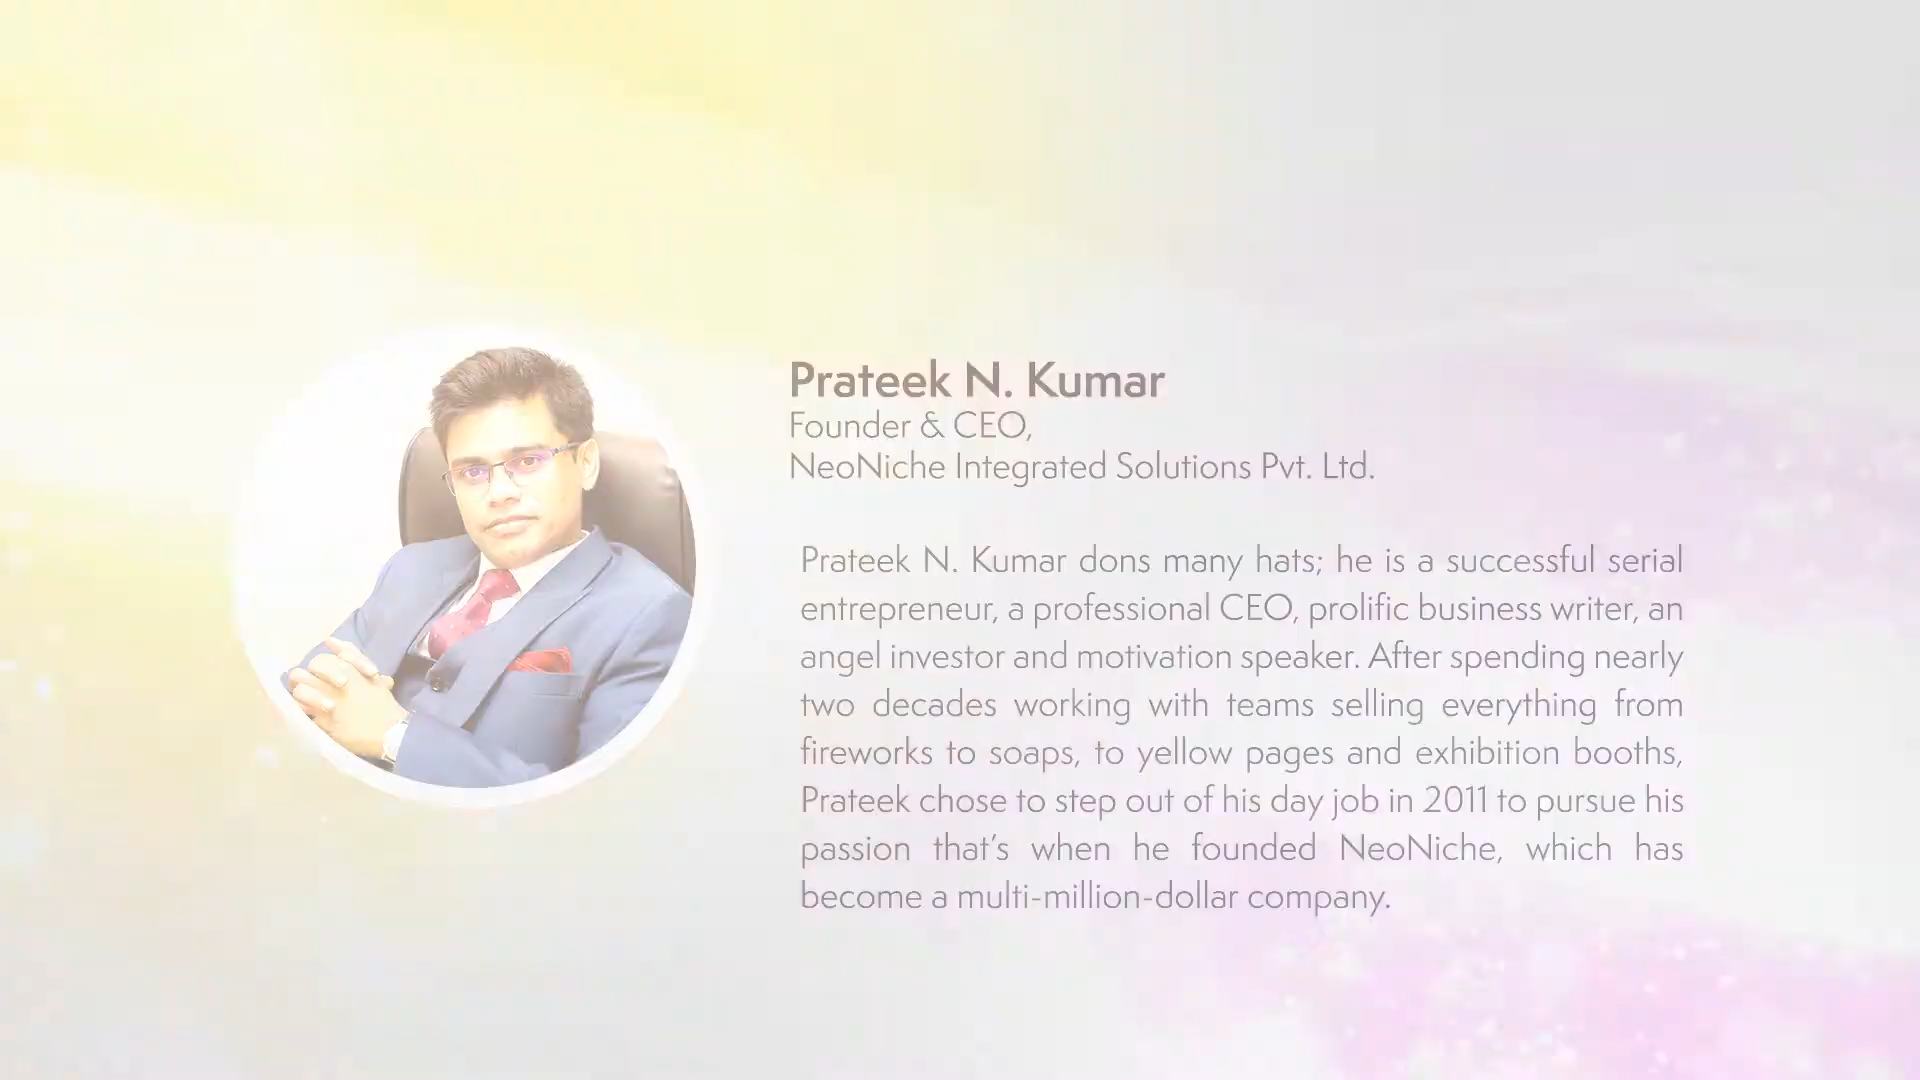 Prateek N. Kumar
Founder & CEO,
NeoNiche Integrated Solutions Pvt. Ltd.
Prateek N. Kumar dons many hats; he is a successful serial
entrepreneur, a professional CEO, prolific business writer, an
angel investor and motivation speaker. After spending nearly
two decades working with teams selling everything from
fireworks to soaps, to yellow pages and exhibition booths,
Prateek chose to step out of his day job in 2011 to pursue his
passion that’s when he founded NeoNiche, which has
become a multi-million-dollar company.